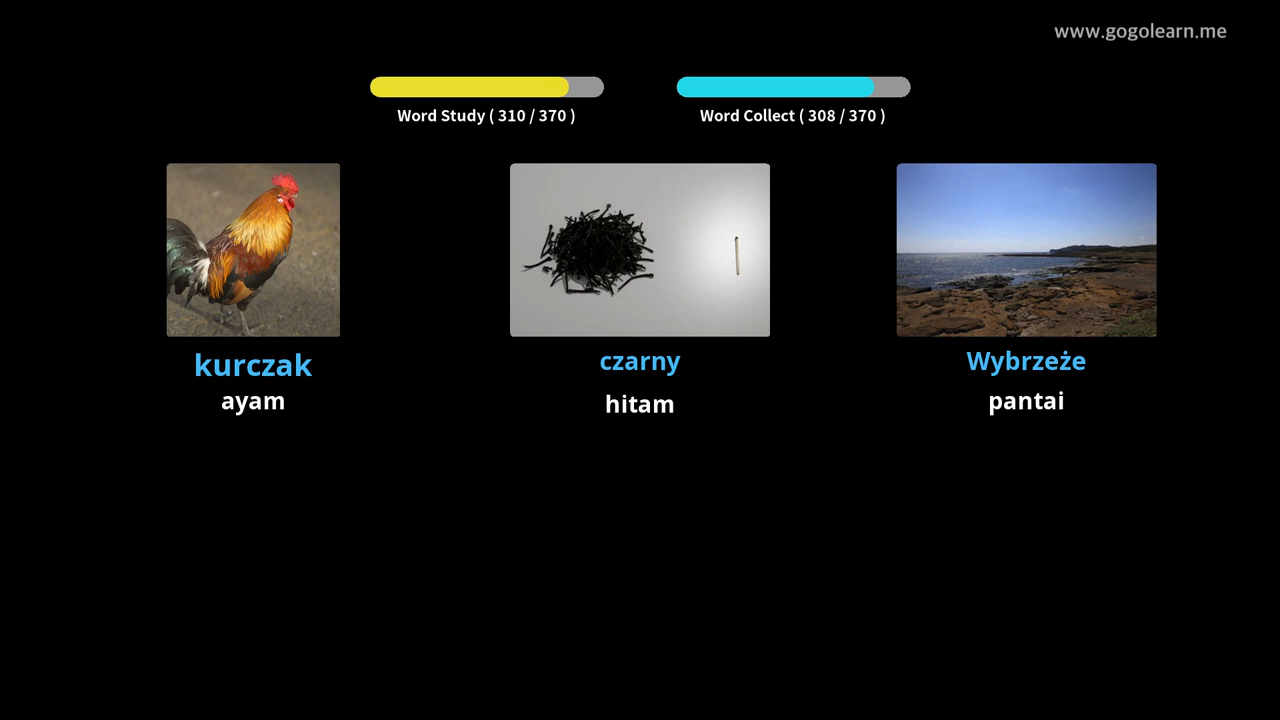 www.gogolearn.me
Word Study ( 310 / 370 )
Word Collect ( 308 / 370 )
kurczak
ayam
czarny
hitam
Wybrzeże
pantai